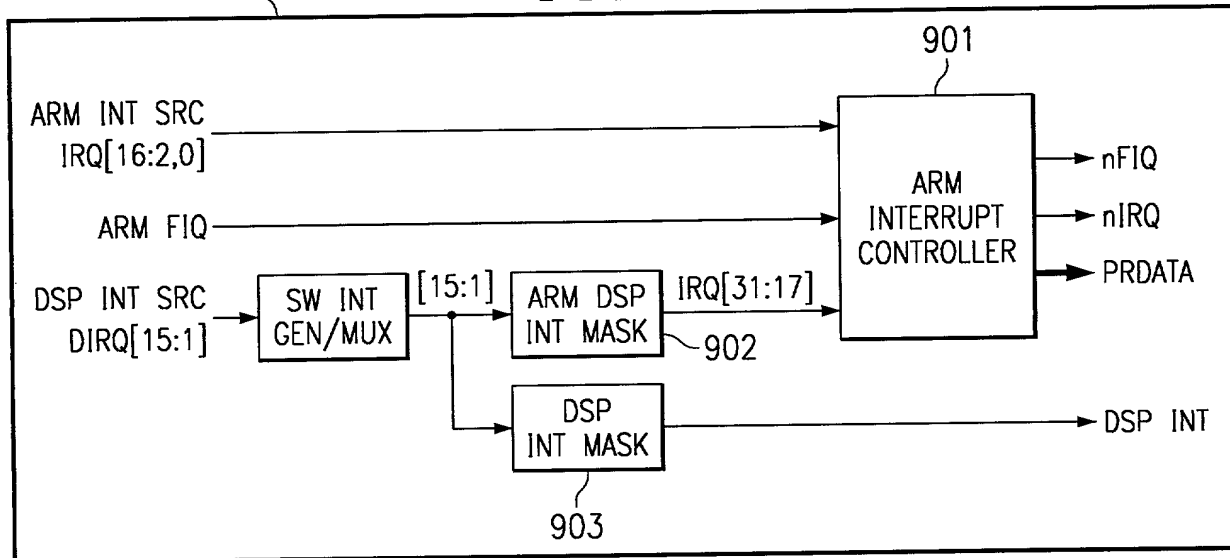 901
ARM INT SRC
IRQ[16:2,0]
ARM FIQ
DSP INT SRC
DIRQ[15:1]
SW INT
GEN/MUX
[15:1]
ARM DSP
INT MASK
902
IRQ[31:17]
ARM
INTERRUPT
CONTROLLER
nFIQ
nIRQ
PRDATA
DSP
INT MASK
903
DSP INT